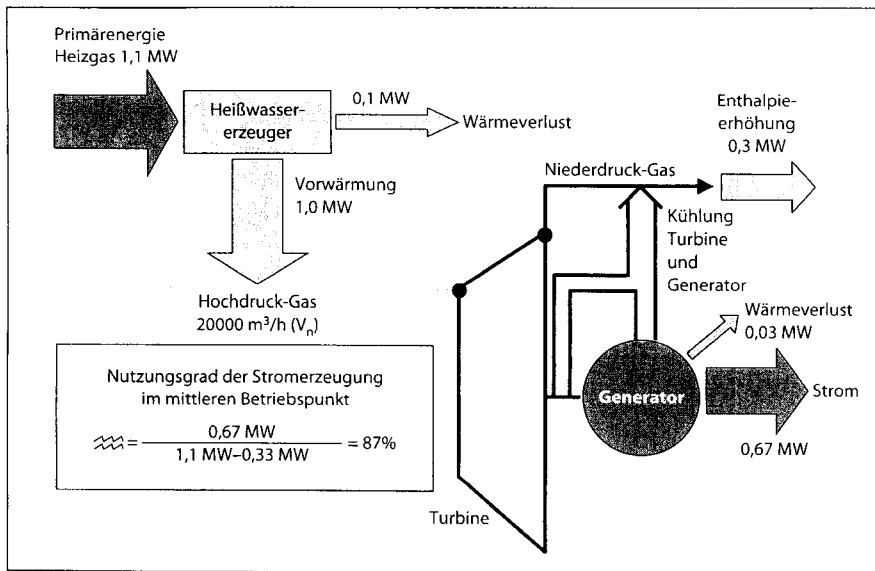 Primärenergie
Heizgas 1,1 MW
Heißwasser-
erzeuger
0,1 MW
Wärmeverlust
Vorwärmung
1,0 MW
Hochdruck-Gas
20000 m³/h (Vₙ)
Nutzungsgrad der Stromerzeugung
im mittleren Betriebspunkt
= 0,67 MW / 1,1 MW–0,33 MW = 87%
Enthalpie-
erhöhung
0,3 MW
Niederdruck-Gas
Kühlung
Turbine
und
Generator
Wärmeverlust
0,03 MW
Generator
Strom
0,67 MW
Turbine